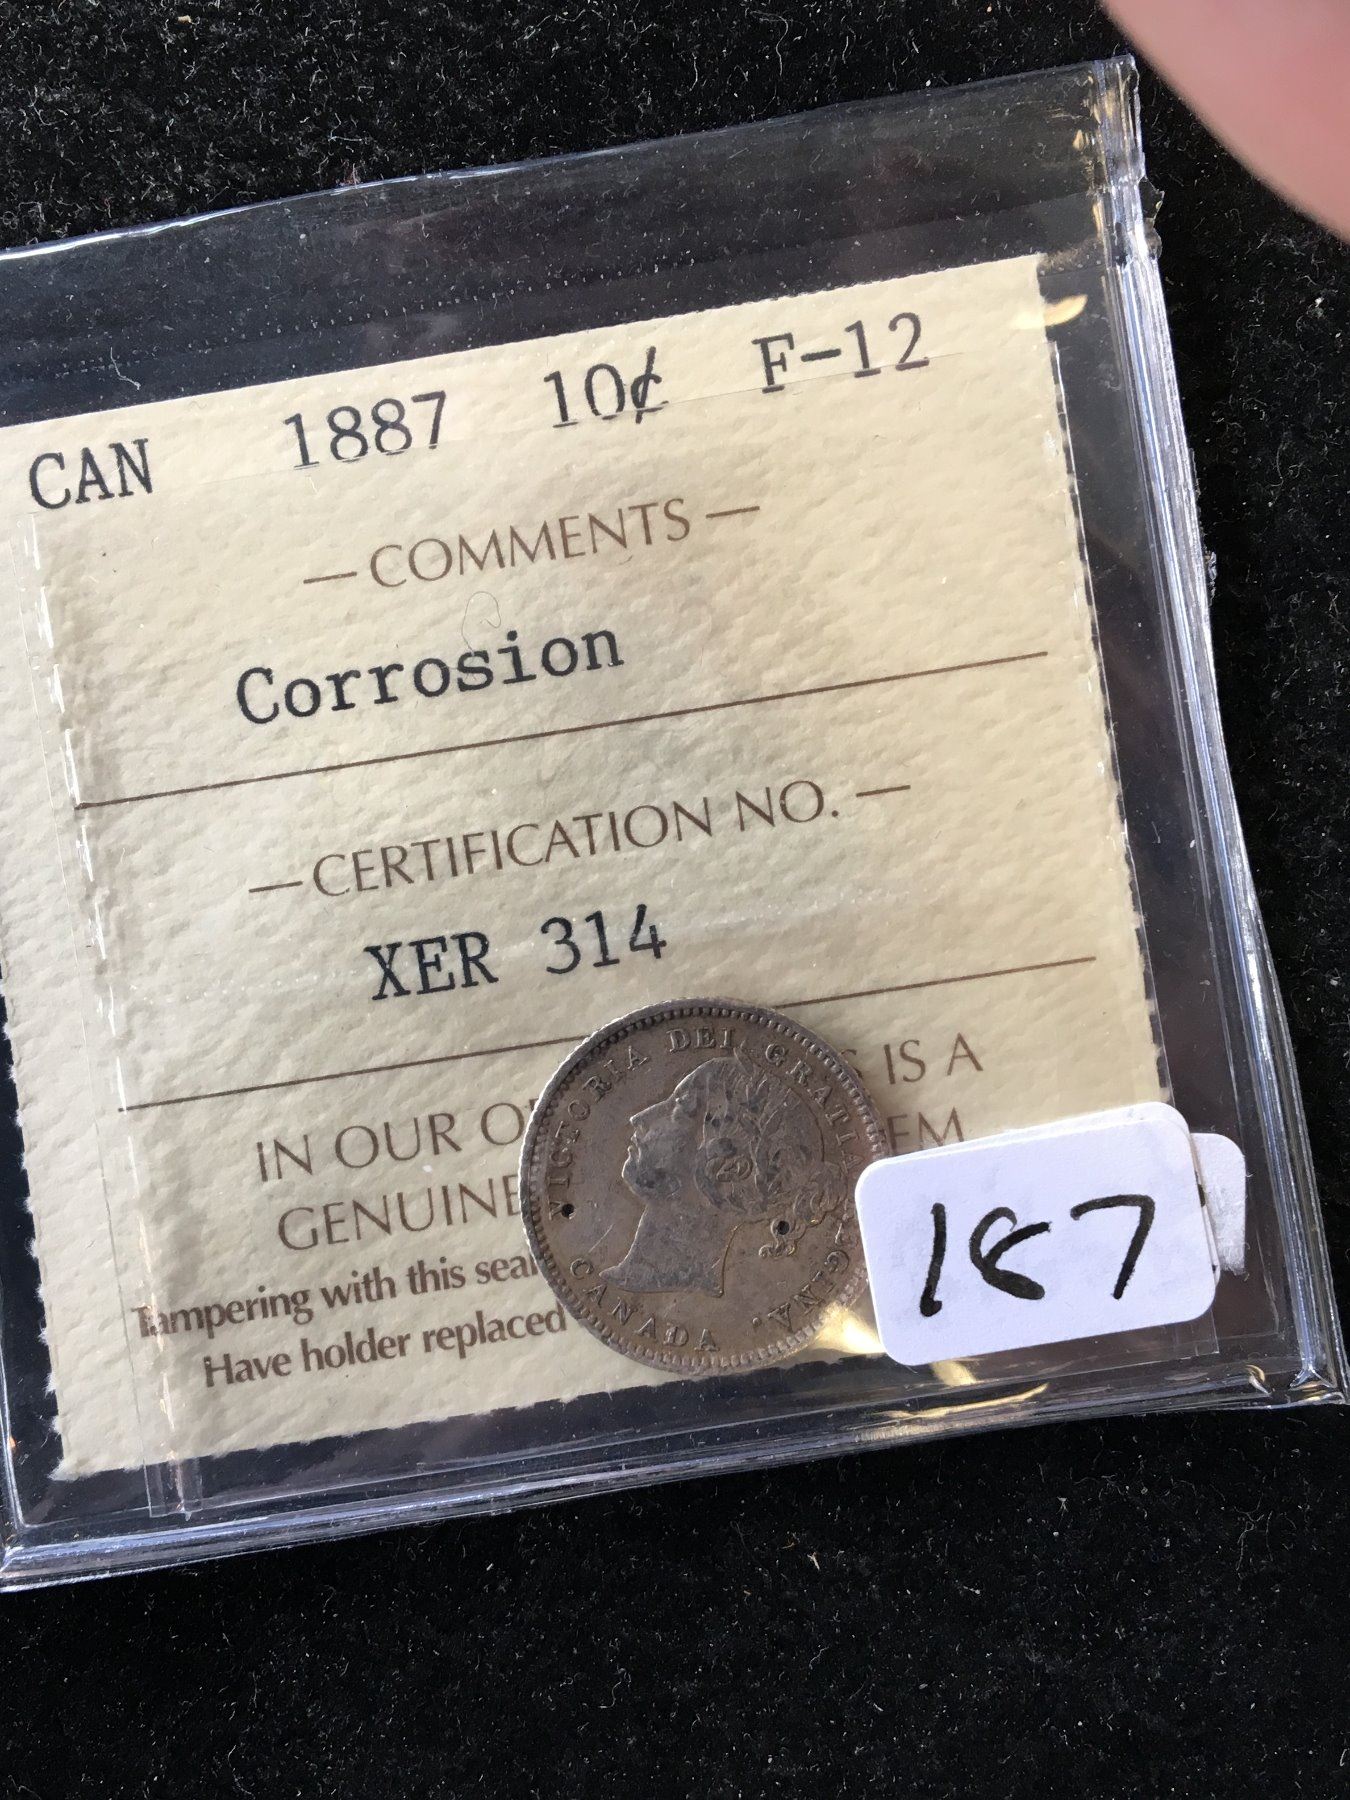 CAN 1887 10¢ F-12
— COMMENTS —
Corrosion
— CERTIFICATION NO. —
XER 314
IN OUR IS A
GENUINE
Tampering with this seal
Have holder replaced
VICTORIA DEI GRATIA REGINA.
CANADA
187